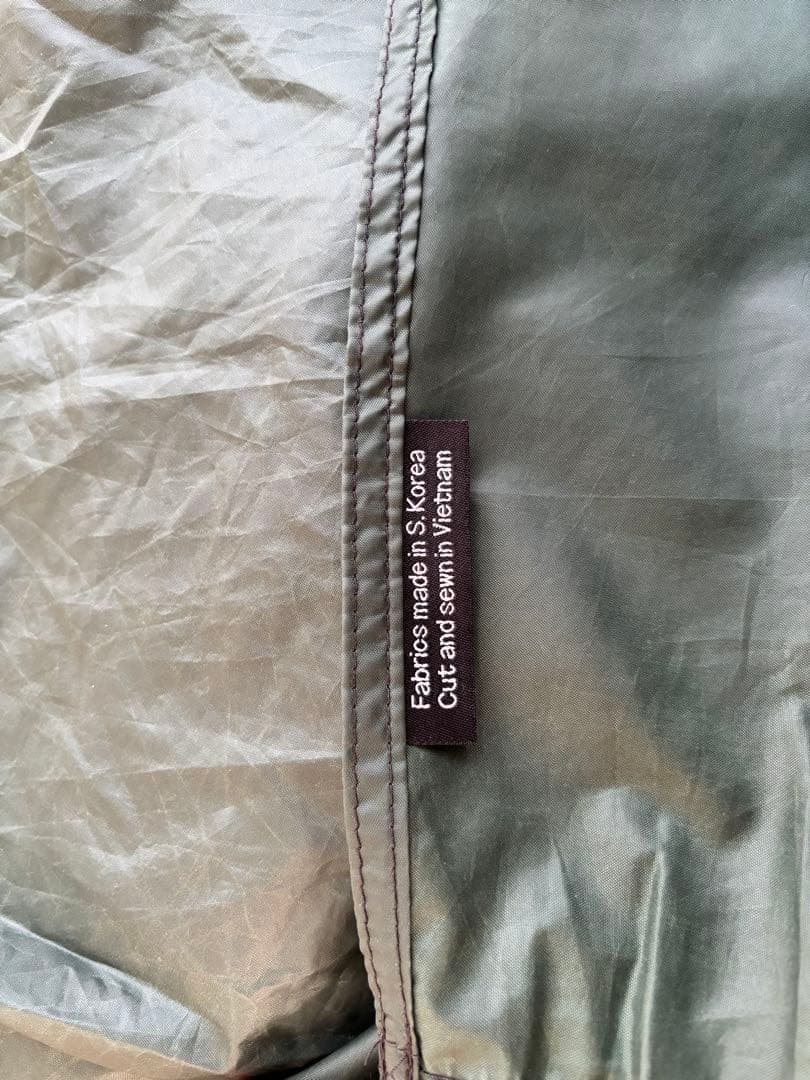 Fabrics made in S. Korea
Cut and sewn in Vietnam